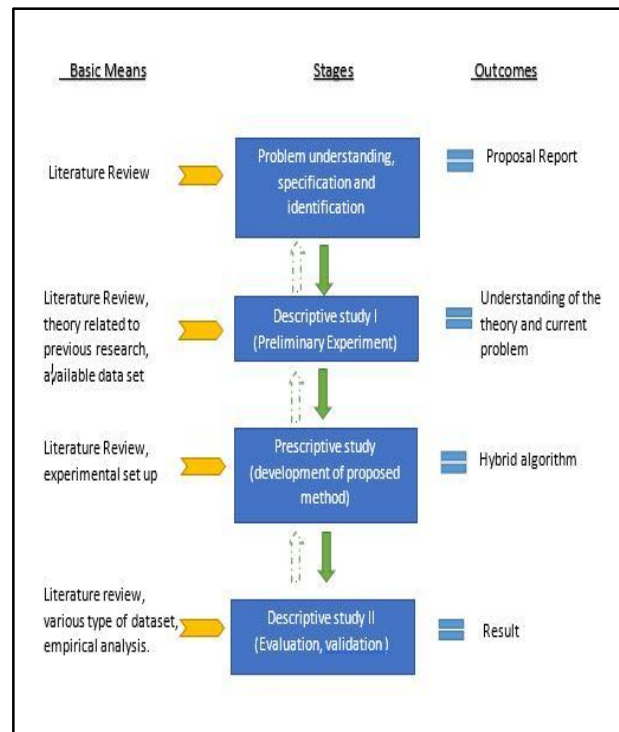 Basic Means
Stages
Outcomes
Literature Review
Problem understanding,
specification and
identification
Proposal Report
Literature Review,
theory related to
previous research,
available data set
Descriptive study I
(Preliminary Experiment)
Understanding of the
theory and current
problem
Literature Review,
experimental set up
Prescriptive study
(development of proposed
method)
Hybrid algorithm
Literature review,
various type of dataset,
empirical analysis.
Descriptive study II
(Evaluation, validation )
Result